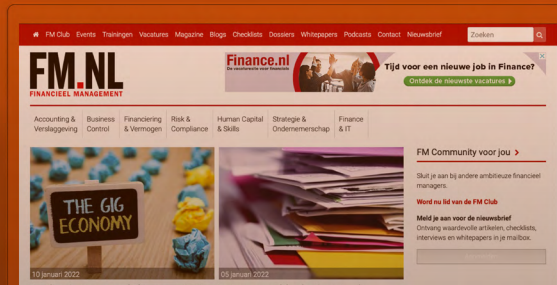 FM Club Events Trainingen Vacatures Magazine Blogs Checklists Dossiers Whitepapers Podcasts Contact Nieuwsbrief Zoeken
FM.NL
FINANCIEEL MANAGEMENT
Finance.nl
De vacaturesite voor financials
Tijd voor een nieuwe job in Finance?
Ontdek de nieuwste vacatures
Accounting & Verslaggeving
Business Control
Financiering & Vermogen
Risk & Compliance
Human Capital & Skills
Strategie & Ondernemerschap
Finance & IT
THE GIG
ECONOMY
10 januari 2022
05 januari 2022
FM Community voor jou
Sluit je aan bij andere ambitieuze financieel
managers.
Word nu lid van de FM Club
Meld je aan voor de nieuwsbrief
Ontvang waardevolle artikelen, checklists,
interviews en whitepapers in je mailbox.